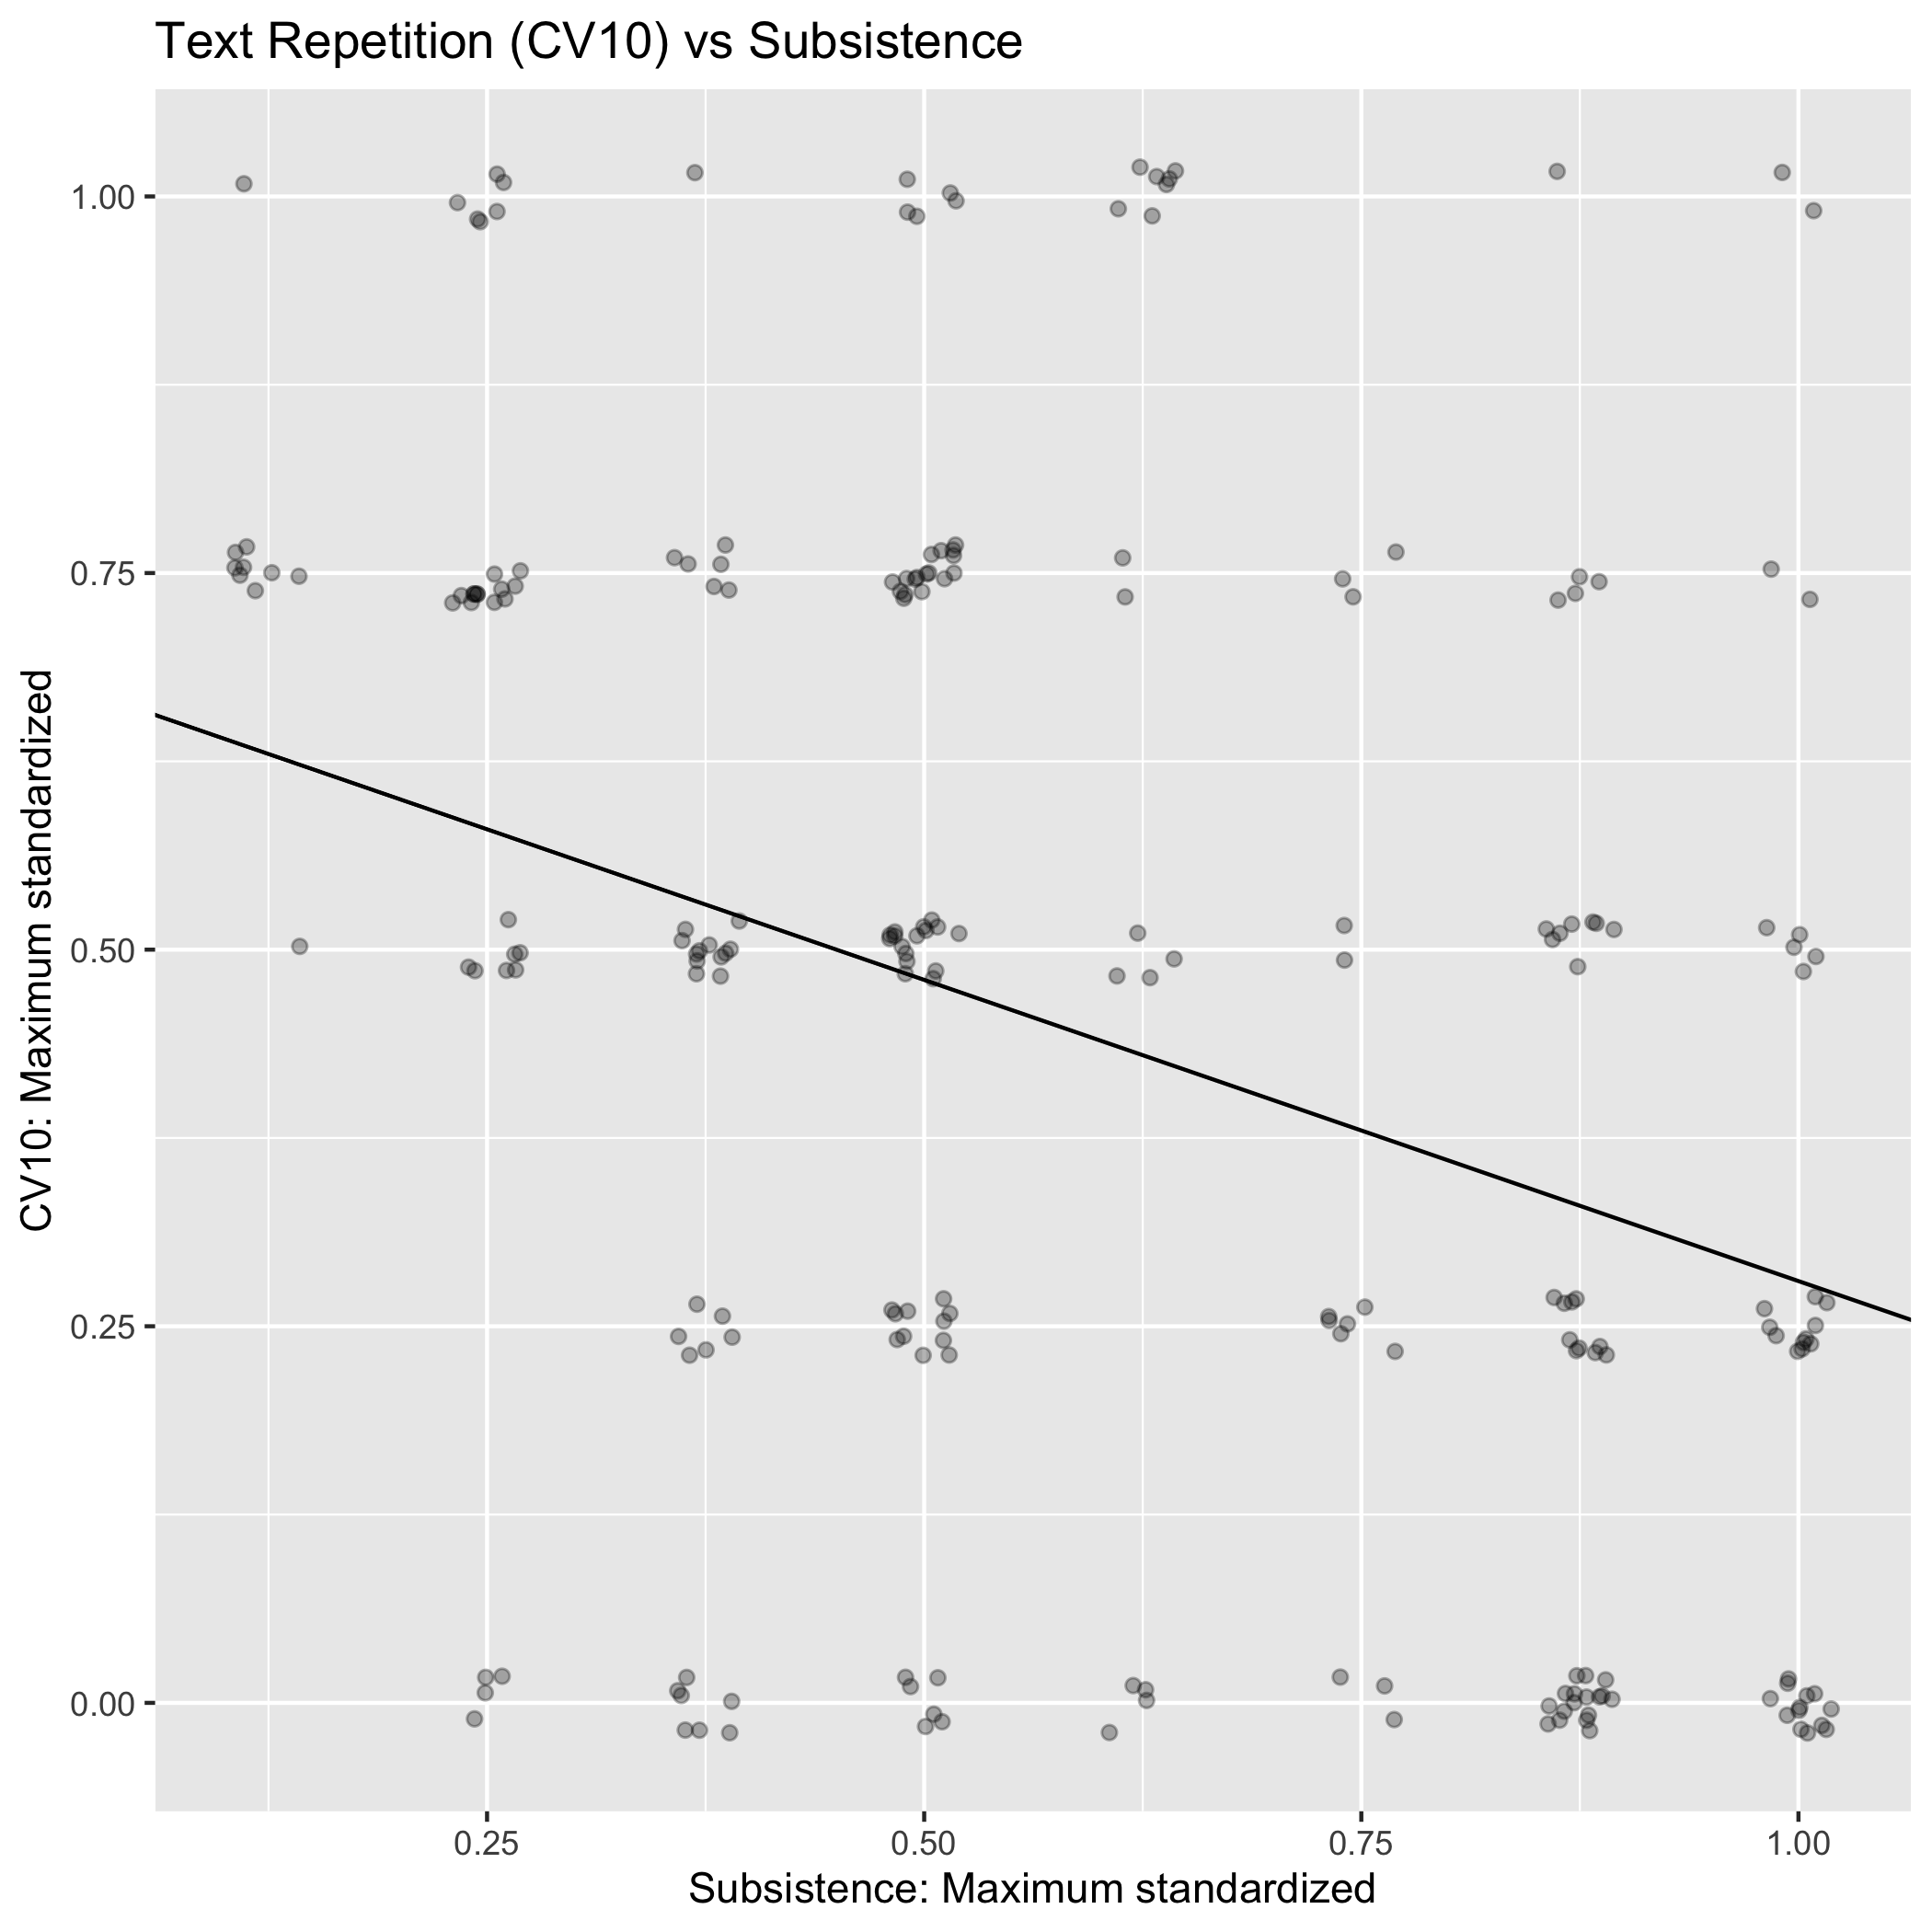 Text Repetition (CV10) vs Subsistence
CV10: Maximum standardized
1.00
0.75
0.50
0.25
0.00
0.25 0.50 0.75 1.00
Subsistence: Maximum standardized